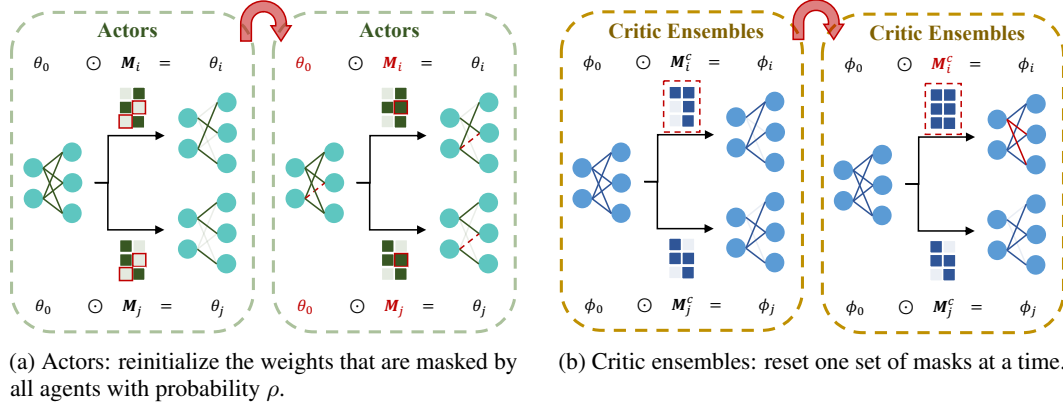 Actors
θ₀ ⊙ Mᵢ = θᵢ
θ₀ ⊙ Mⱼ = θⱼ
Actors
θ₀ ⊙ Mᵢ = θᵢ
θ₀ ⊙ Mⱼ = θⱼ
(a) Actors: reinitialize the weights that are masked by
all agents with probability ρ.
Critic Ensembles
ϕ₀ ⊙ Mᵢᶜ = ϕᵢ
ϕ₀ ⊙ Mⱼᶜ = ϕⱼ
Critic Ensembles
ϕ₀ ⊙ Mᵢᶜ = ϕᵢ
ϕ₀ ⊙ Mⱼᶜ = ϕⱼ
(b) Critic ensembles: reset one set of masks at a time.